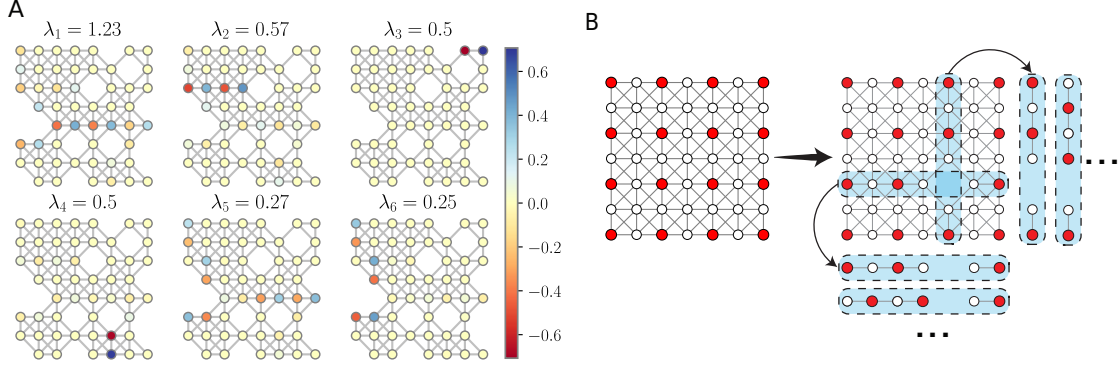 A
B
λ₁ = 1.23
λ₂ = 0.57
λ₃ = 0.5
λ₄ = 0.5
λ₅ = 0.27
λ₆ = 0.25
0.6
0.4
0.2
0.0
−0.2
−0.4
−0.6
...
...